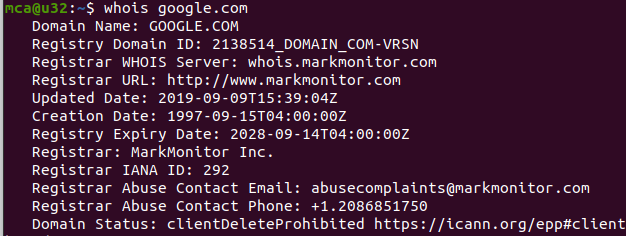 mca@u32:~$ whois google.com
Domain Name: GOOGLE.COM
Registry Domain ID: 2138514_DOMAIN_COM-VRSN
Registrar WHOIS Server: whois.markmonitor.com
Registrar URL: http://www.markmonitor.com
Updated Date: 2019-09-09T15:39:04Z
Creation Date: 1997-09-15T04:00:00Z
Registry Expiry Date: 2028-09-14T04:00:00Z
Registrar: MarkMonitor Inc.
Registrar IANA ID: 292
Registrar Abuse Contact Email: abusecomplaints@markmonitor.com
Registrar Abuse Contact Phone: +1.2086851750
Domain Status: clientDeleteProhibited https://icann.org/epp#client